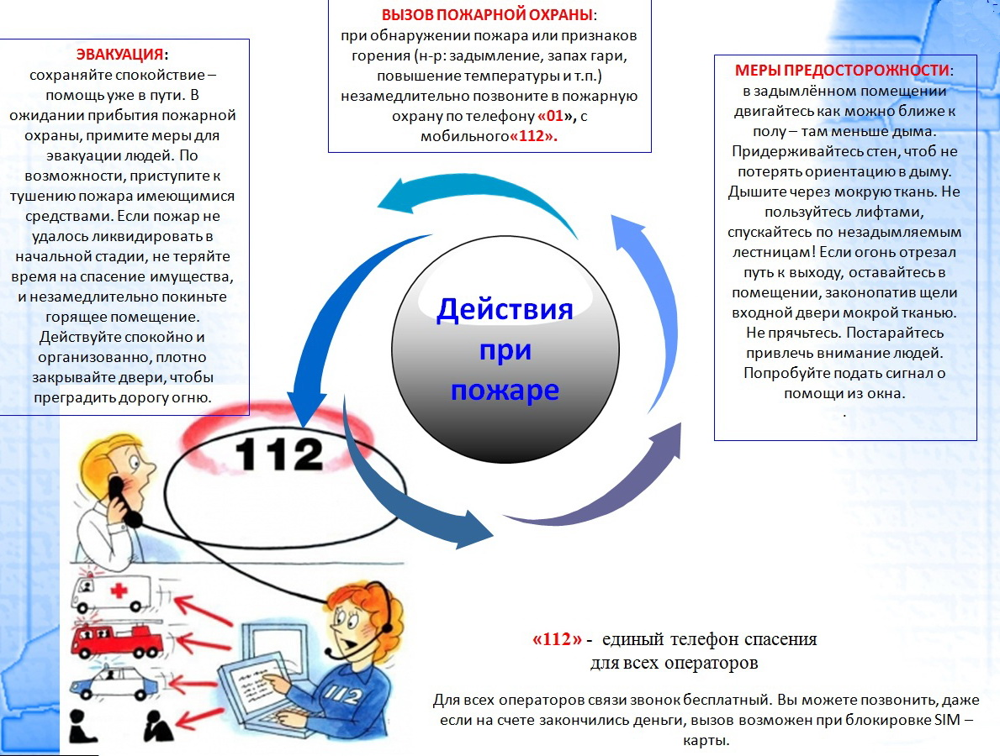 ВЫЗОВ ПОЖАРНОЙ ОХРАНЫ:
при обнаружении пожара или признаков
горения (н-р: задымление, запах гари,
повышение температуры и т.п.)
незамедлительно позвоните в пожарную
охрану по телефону «01», с
мобильного«112».
ЭВАКУАЦИЯ:
сохраняйте спокойствие –
помощь уже в пути. В
ожидании прибытия пожарной
охраны, примите меры для
эвакуации людей. По
возможности, приступите к
тушению пожара имеющимися
средствами. Если пожар не
удалось ликвидировать в
начальной стадии, не теряйте
время на спасение имущества,
и незамедлительно покиньте
горящее помещение.
Действуйте спокойно и
организованно, плотно
закрывайте двери, чтобы
преградить дорогу огню.
МЕРЫ ПРЕДОСТОРОЖНОСТИ:
в задымлённом помещении
двигайтесь как можно ближе к
полу – там меньше дыма.
Придерживайтесь стен, чтоб не
потерять ориентацию в дыму.
Дышите через мокрую ткань. Не
пользуйтесь лифтами,
спускайтесь по незадымляемым
лестницам! Если огонь отрезал
путь к выходу, оставайтесь в
помещении, законопатив щели
входной двери мокрой тканью.
Не прячьтесь. Постарайтесь
привлечь внимание людей.
Попробуйте подать сигнал о
помощи из окна.
.
Действия
при
пожаре
112
112
«112» - единый телефон спасения
для всех операторов
Для всех операторов связи звонок бесплатный. Вы можете позвонить, даже
если на счете закончились деньги, вызов возможен при блокировке SIM –
карты.